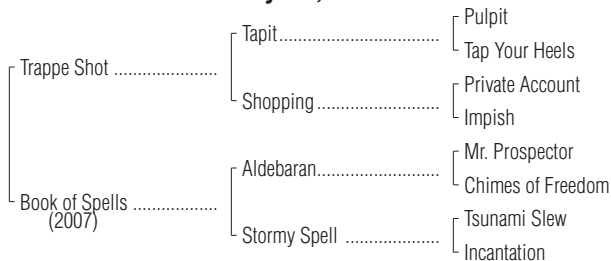 Pulpit
Tapit
Tap Your Heels
Trappe Shot
Private Account
Shopping
Impish
Mr. Prospector
Aldebaran
Chimes of Freedom
Book of Spells
(2007)
Tsunami Slew
Stormy Spell
Incantation